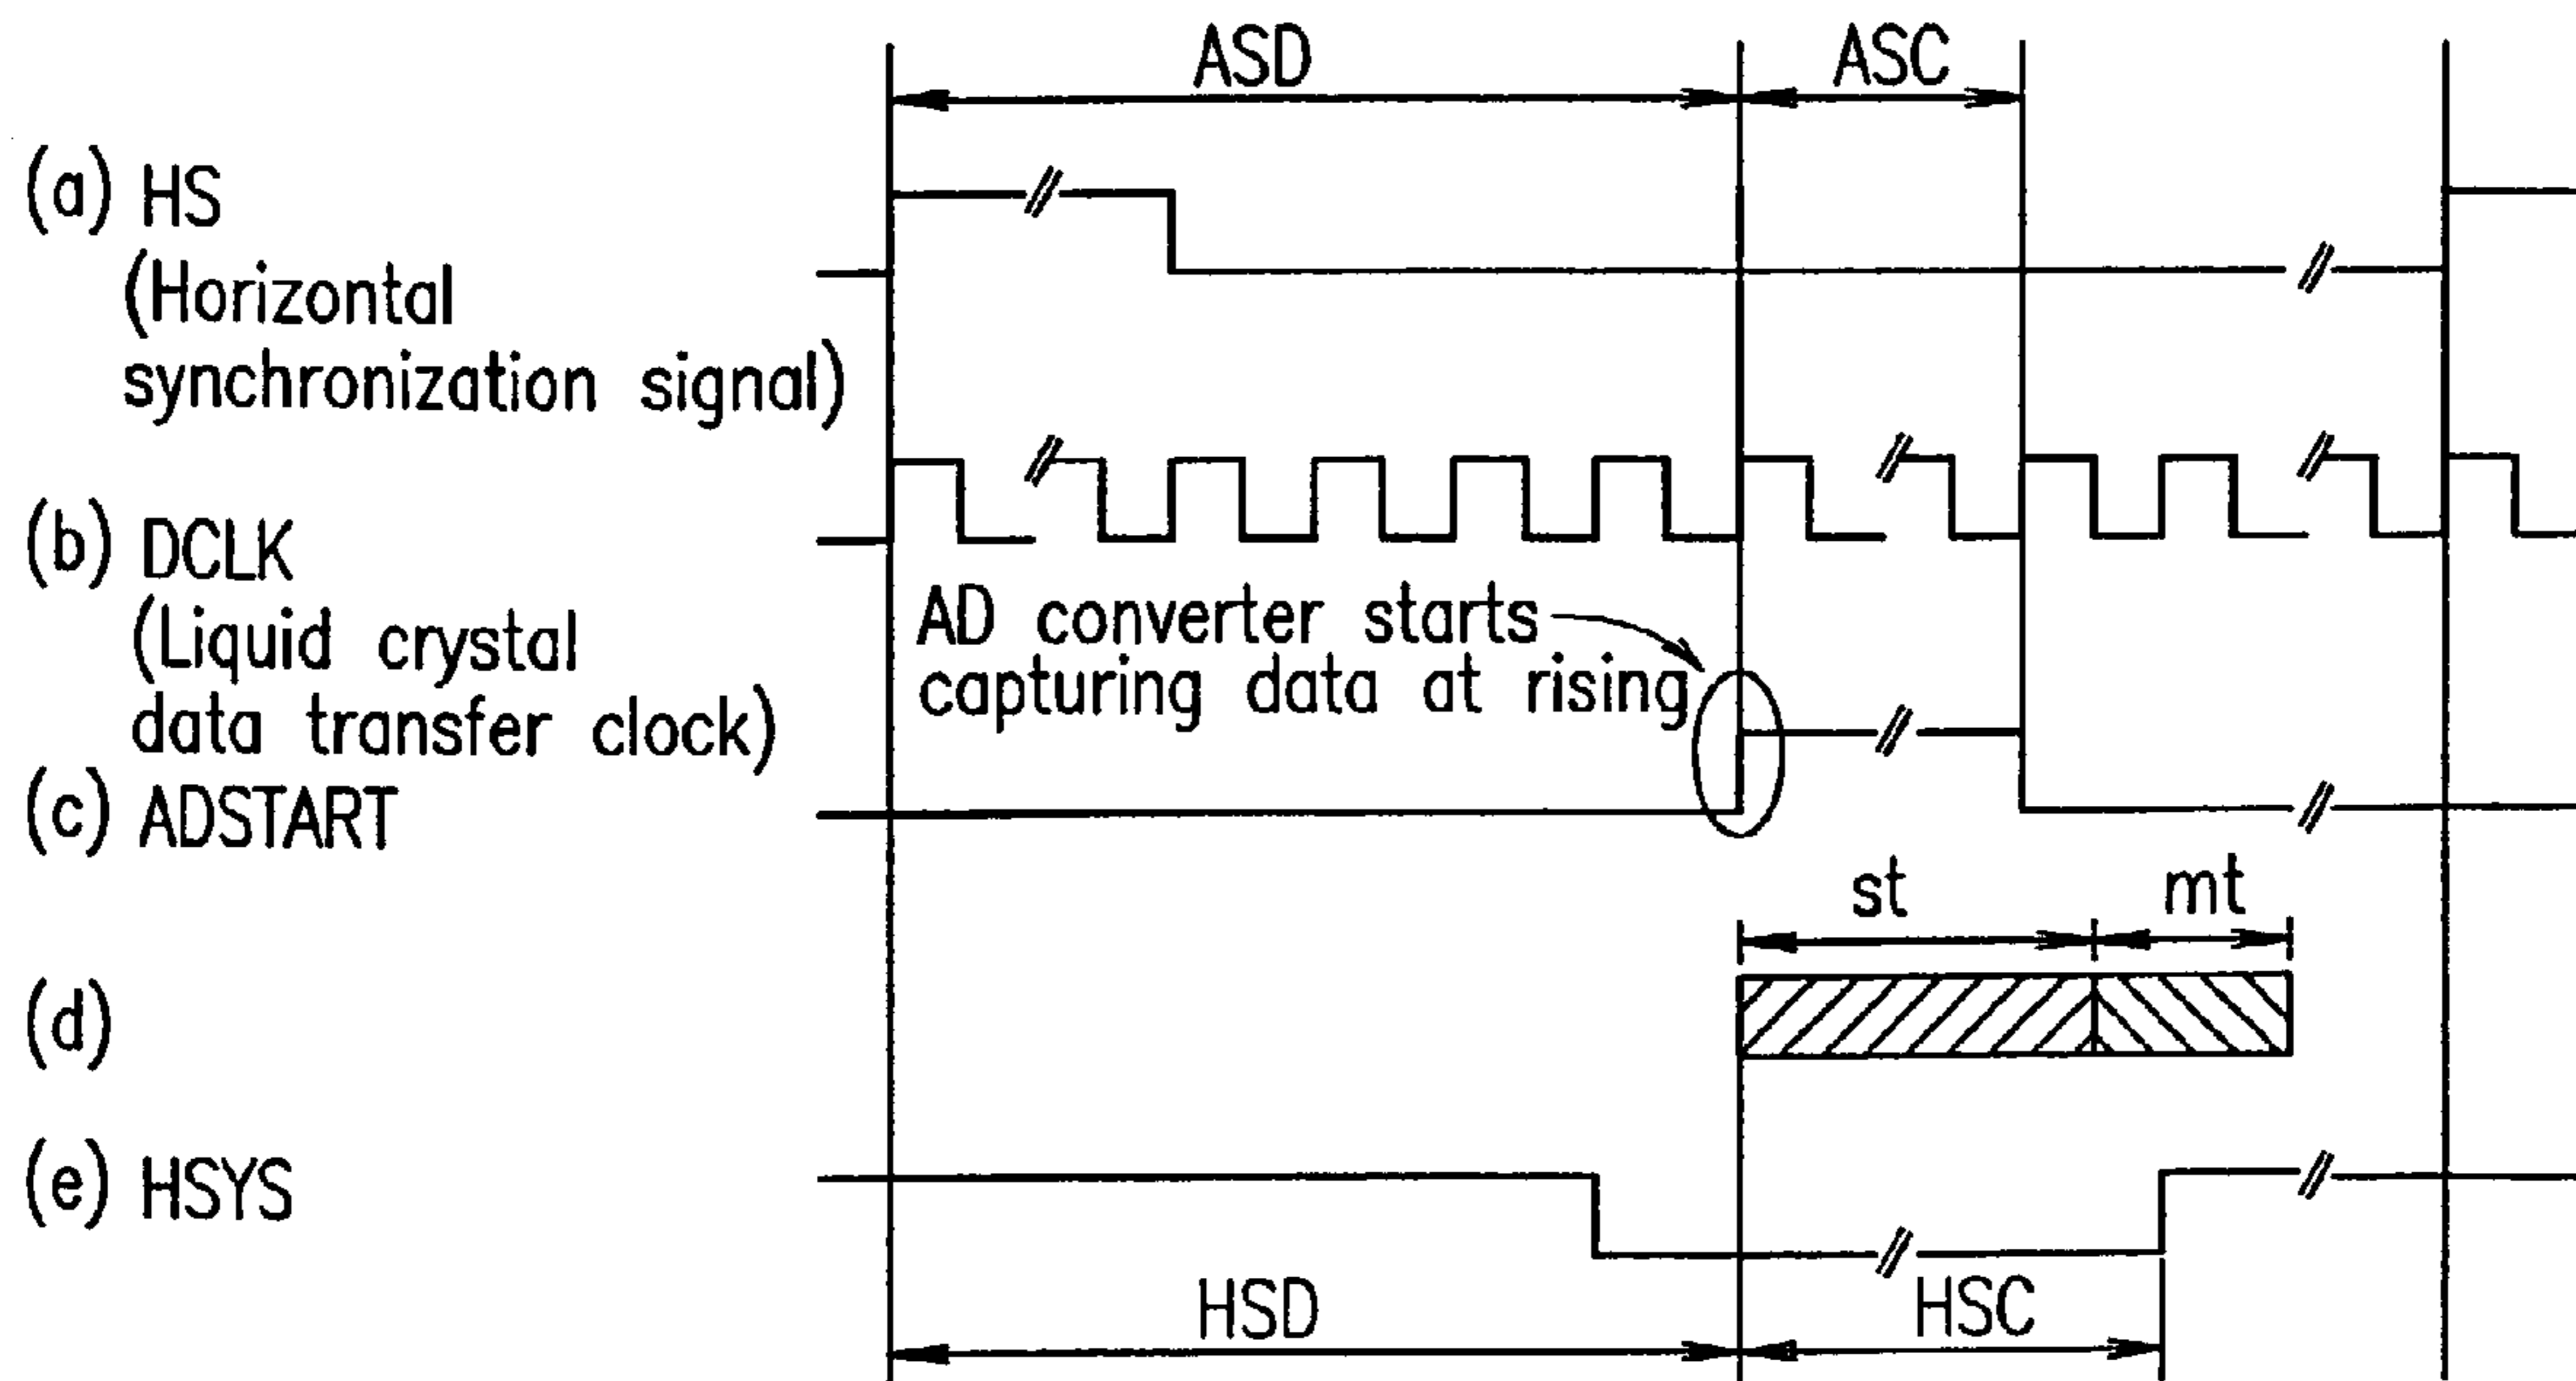 ASD
ASC
(a) HS
(Horizontal
synchronization signal)
(b) DCLK
(Liquid crystal
data transfer clock)
AD converter starts
capturing data at rising
(c) ADSTART
st
mt
(d)
(e) HSYS
HSD
HSC